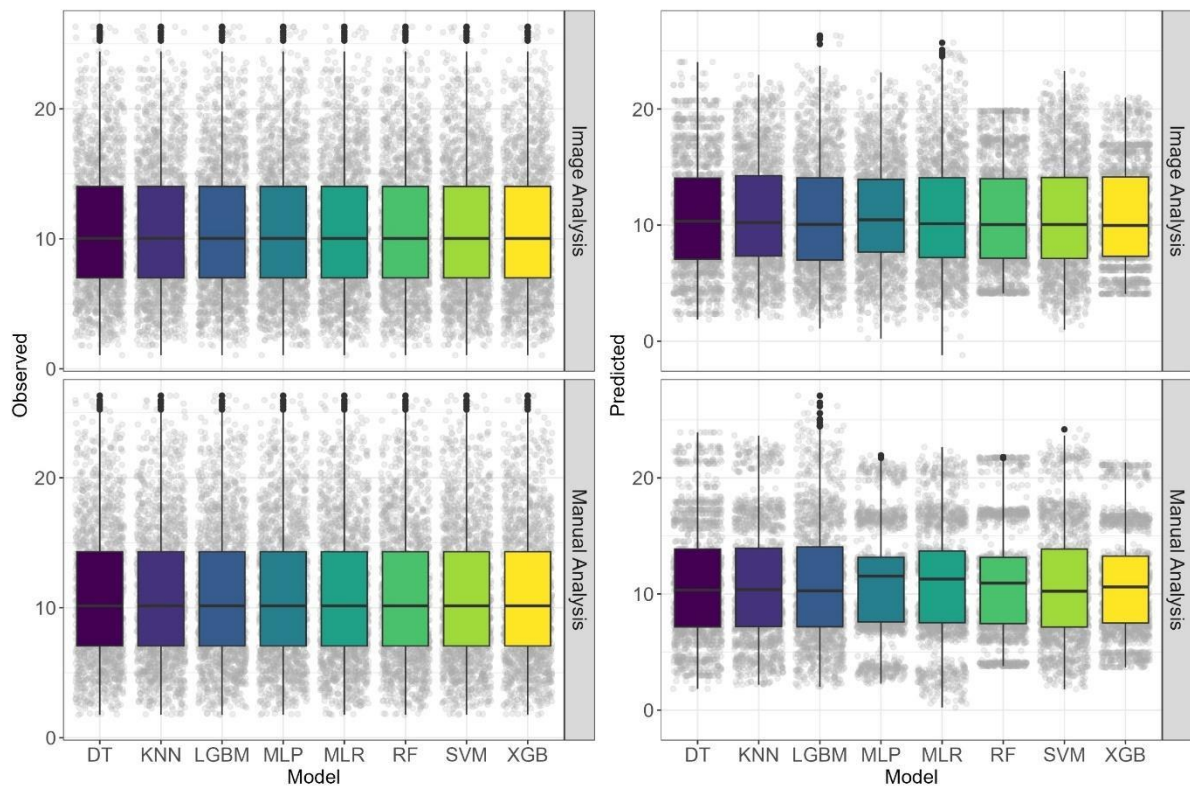 Observed
20
10
0
Image Analysis
20
10
0
Manual Analysis
DT KNN LGBM MLP MLR RF SVM XGB
Model
Predicted
20
10
0
Image Analysis
20
10
0
Manual Analysis
DT KNN LGBM MLP MLR RF SVM XGB
Model